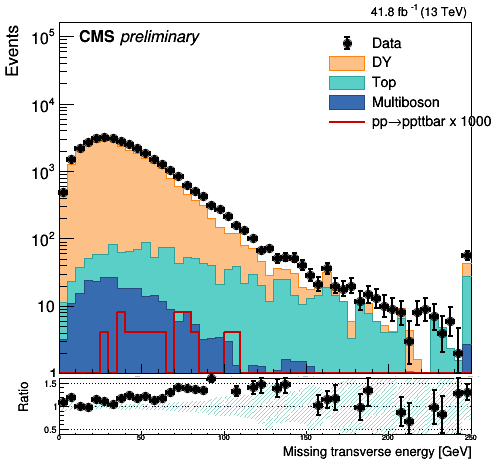 41.8 fb⁻¹ (13 TeV)
CMS preliminary
Events
Data
DY
Top
Multiboson
pp→ppttbar x 1000
10⁵
10⁴
10³
10²
10
1
Ratio
1.5
1.0
0.5
0 50 100 150 200 250
Missing transverse energy [GeV]